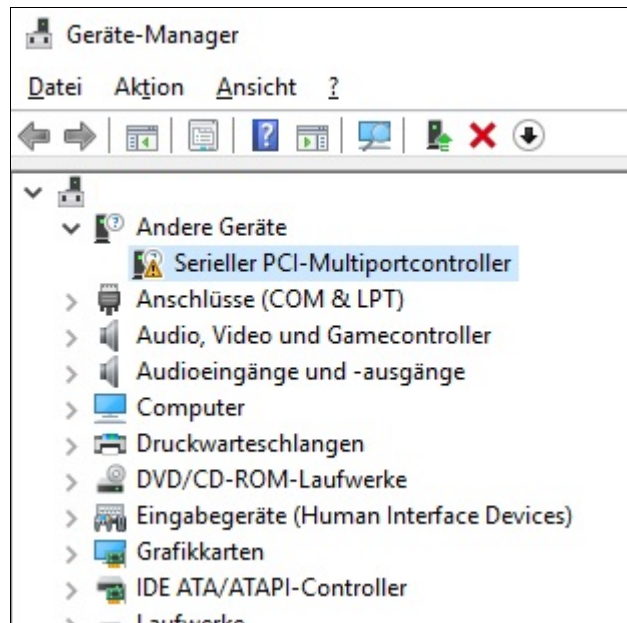 Geräte-Manager
Datei Aktion Ansicht ?
Andere Geräte
Serieller PCI-Multiportcontroller
Anschlüsse (COM & LPT)
Audio, Video und Gamecontroller
Audioeingänge und -ausgänge
Computer
Druckwarteschlangen
DVD/CD-ROM-Laufwerke
Eingabegeräte (Human Interface Devices)
Grafikkarten
IDE ATA/ATAPI-Controller
Laufwerke